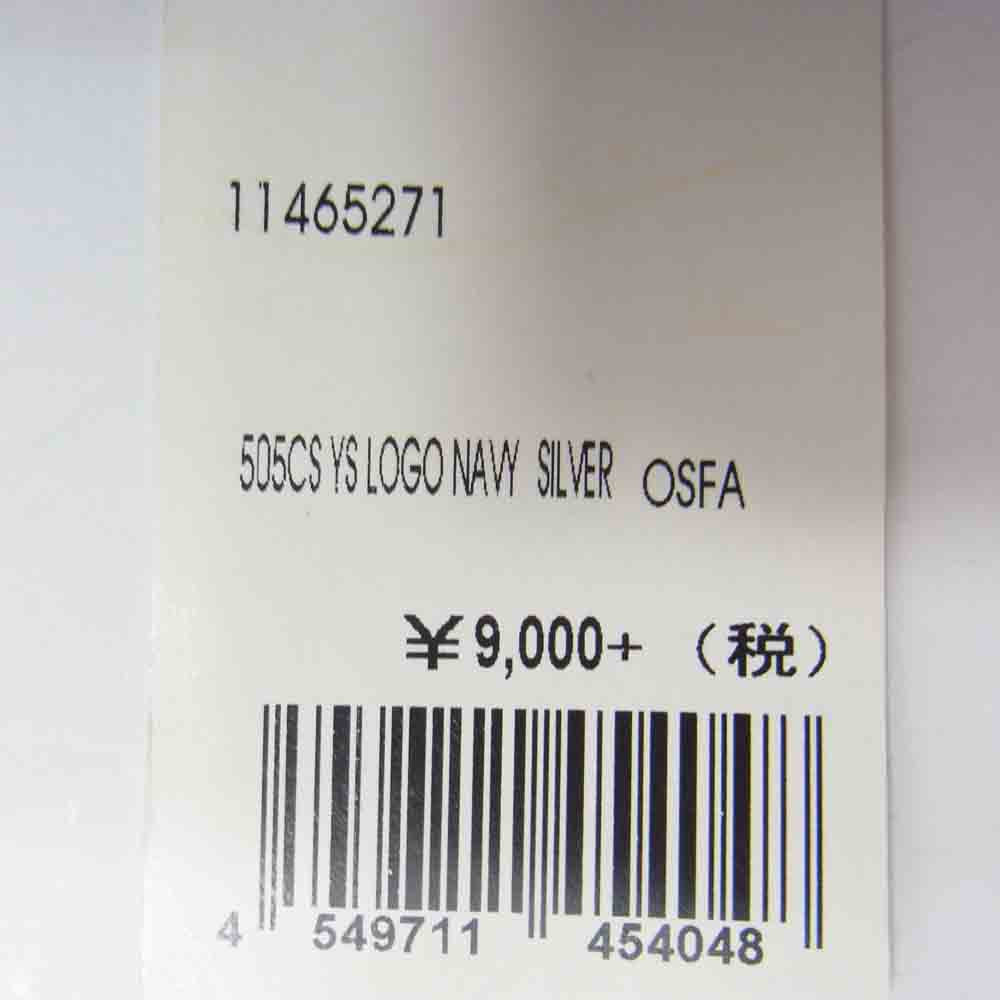 11465271
505CS YS LOGO NAVY SILVER OSFA
¥9,000+ (税)
4 549711 454048